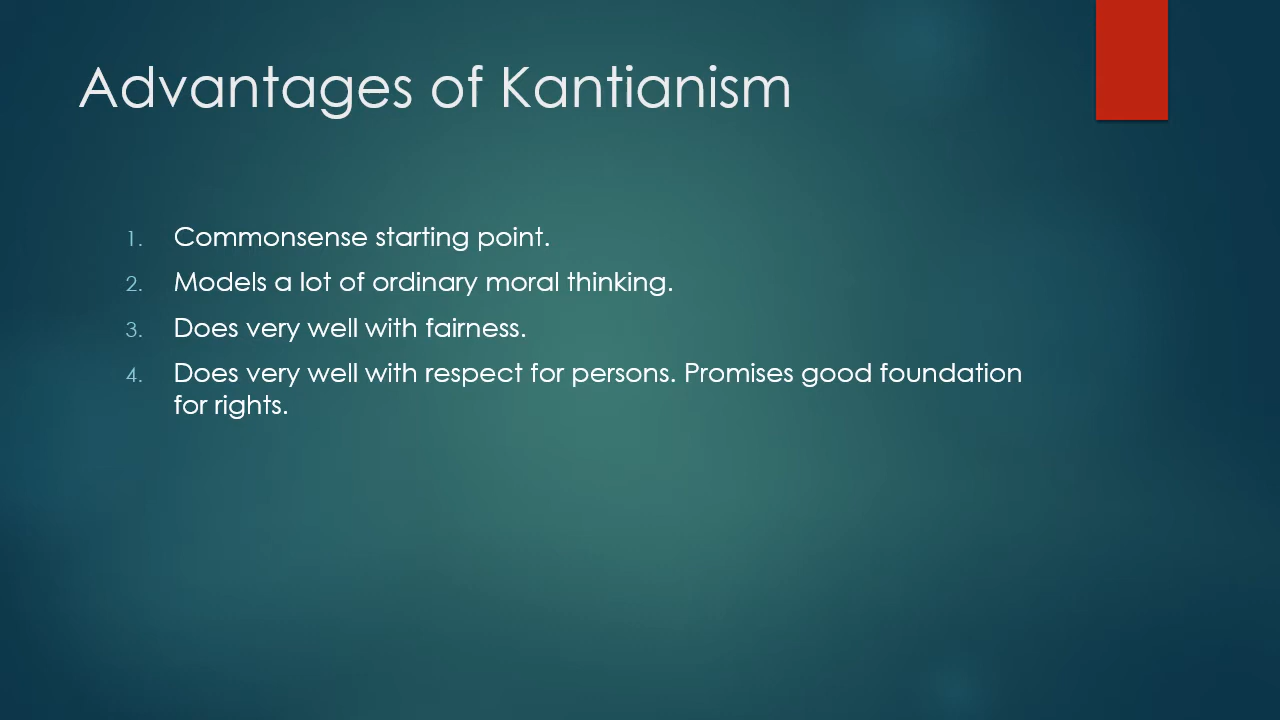 Advantages of Kantianism
1. Commonsense starting point.
2. Models a lot of ordinary moral thinking.
3. Does very well with fairness.
4. Does very well with respect for persons. Promises good foundation
for rights.